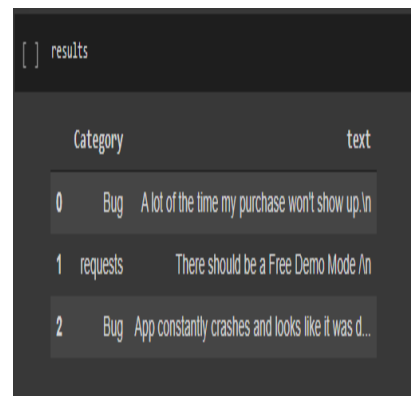 [ ] results
Category text
0 Bug A lot of the time my purchase won't show up.\n
1 requests There should be a Free Demo Mode /\n
2 Bug App constantly crashes and looks like it was d...